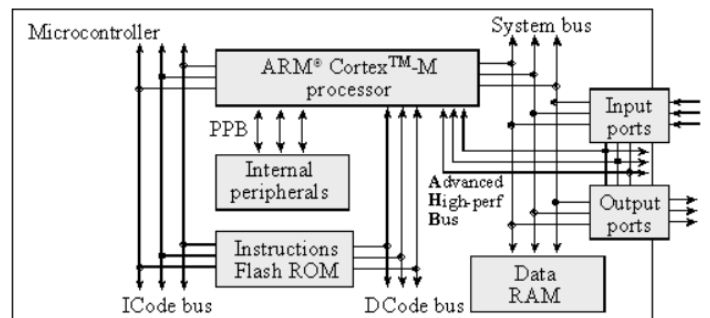 Microcontroller
System bus
ARM® Cortex™-M
processor
Input
ports
PPB
Internal
peripherals
Advanced
High-perf
Bus
Output
ports
Instructions
Flash ROM
Data
RAM
ICode bus
DCode bus